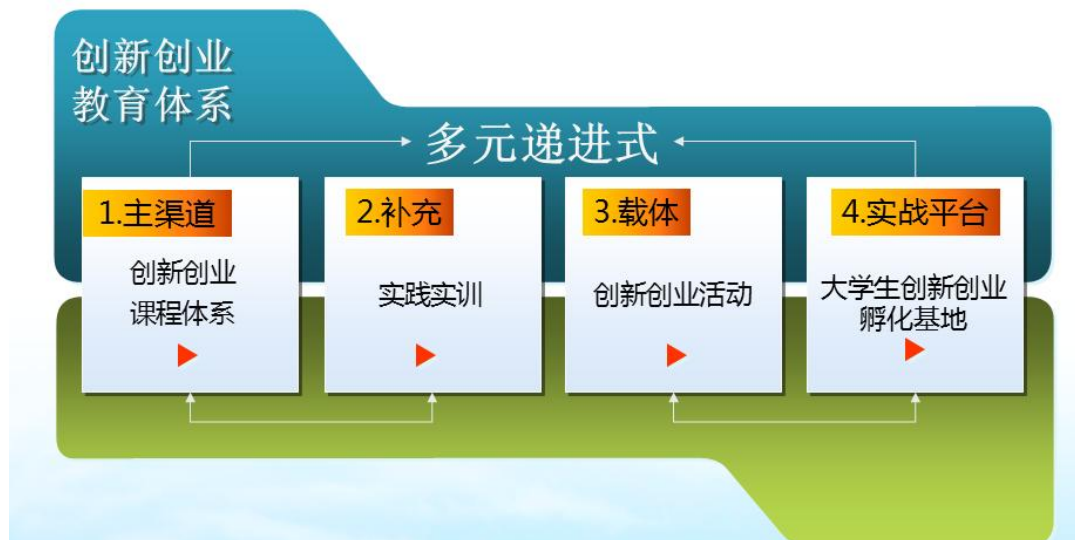 创新创业
教育体系
多元递进式
1.主渠道
创新创业
课程体系
2.补充
实践实训
3.载体
创新创业活动
4.实战平台
大学生创新创业
孵化基地